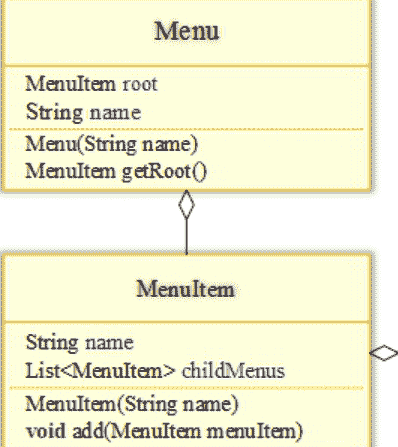 Menu
MenuItem root
String name
Menu(String name)
MenuItem getRoot()
MenuItem
String name
List<MenuItem> childMenus
MenuItem(String name)
void add(MenuItem menuItem)